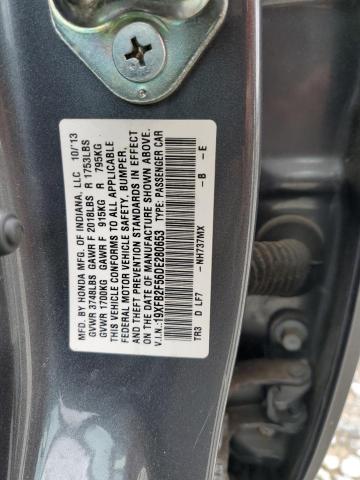 MFD. BY HONDA MFG. OF INDIANA, LLC 10/13
GVWR 3748LBS GAWR F 2018LBS R 1753LBS
GVWR 1700KG GAWR F 915KG R 795KG
THIS VEHICLE CONFORMS TO ALL APPLICABLE
FEDERAL MOTOR VEHICLE SAFETY, BUMPER,
AND THEFT PREVENTION STANDARDS IN EFFECT
ON THE DATE OF MANUFACTURE SHOWN ABOVE.
V.I.N.:19XFB2F56DE280653 TYPE: PASSENGER CAR
TR3 D LF7 -NH737MX -B -E